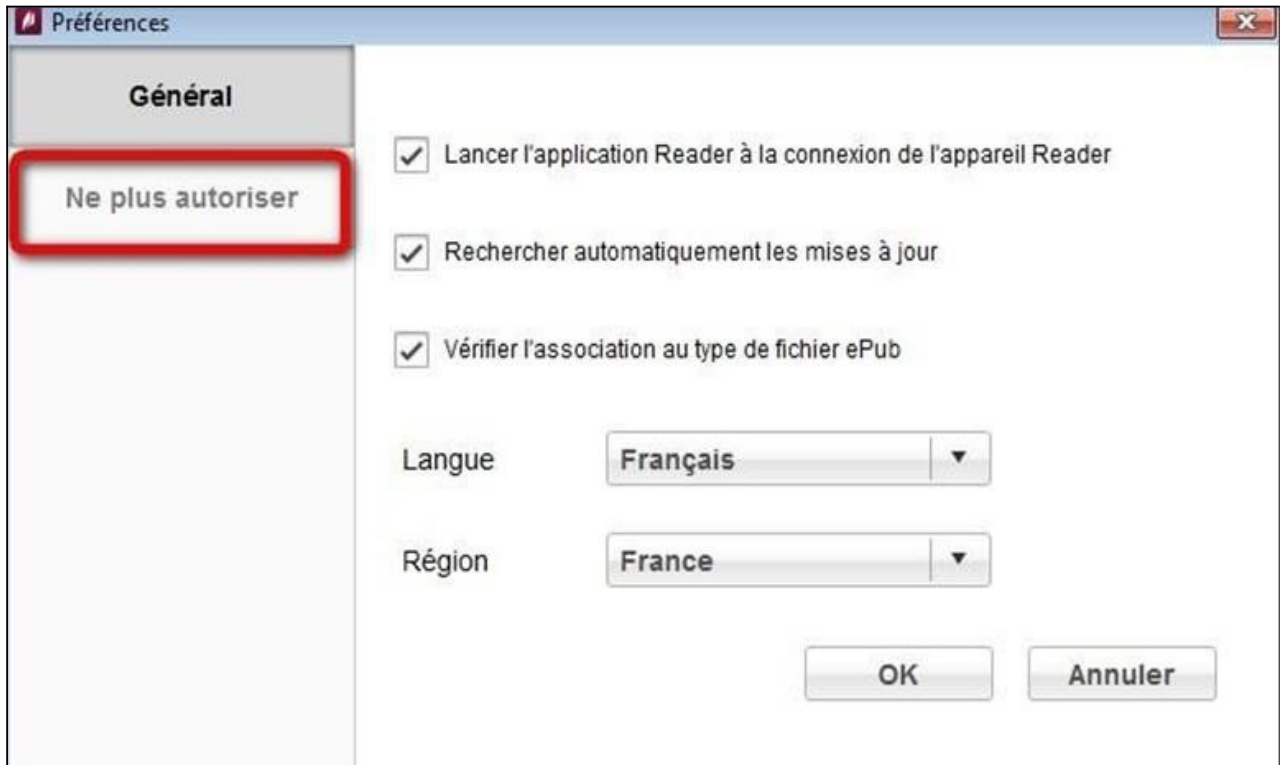 Préférences
Général
Ne plus autoriser
Lancer l'application Reader à la connexion de l'appareil Reader
Rechercher automatiquement les mises à jour
Vérifier l'association au type de fichier ePub
Langue Français
Région France
OK Annuler